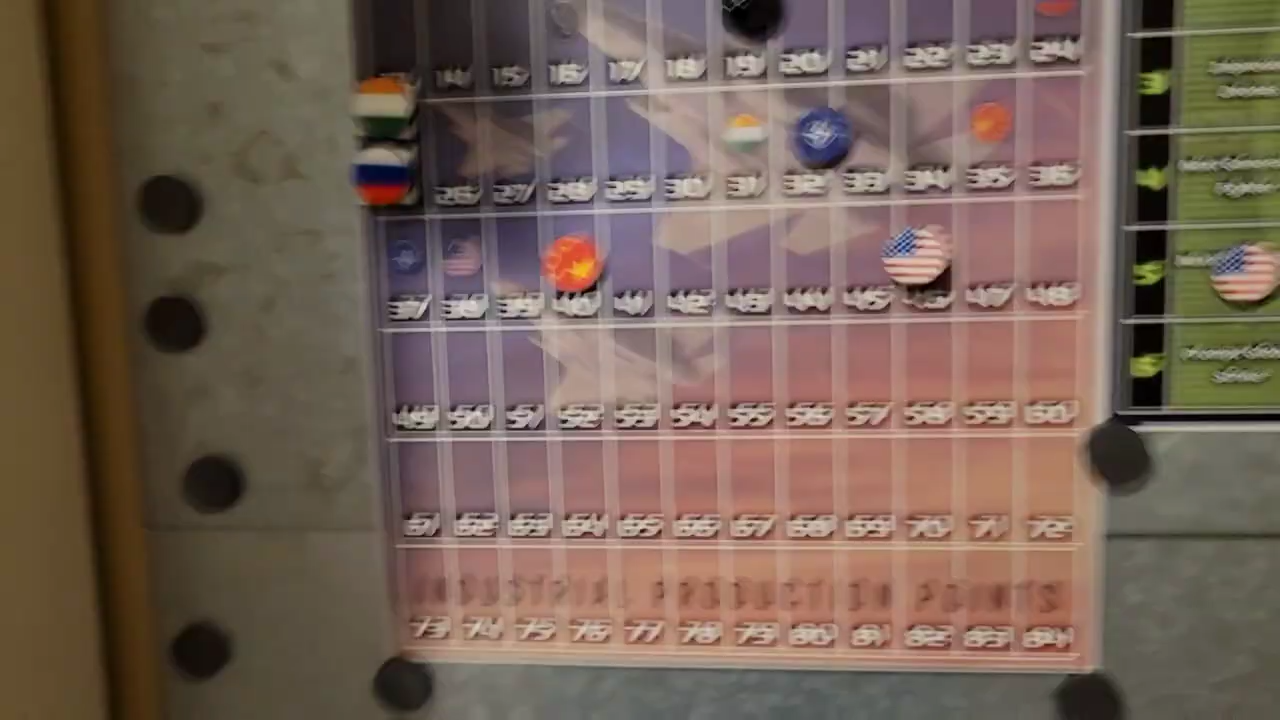 14 15 16 17 18 19 20 21 22 23 24
26 27 28 29 30 31 32 33 34 35 36
37 38 39 40 41 42 43 44 45 47 48
49 50 51 52 53 54 55 56 57 58 59 60
61 62 63 64 65 66 67 68 69 70 71 72
INDUSTRIAL PRODUCTION POINTS
73 74 75 76 77 78 79 80 81 82 83 84
3
4
5